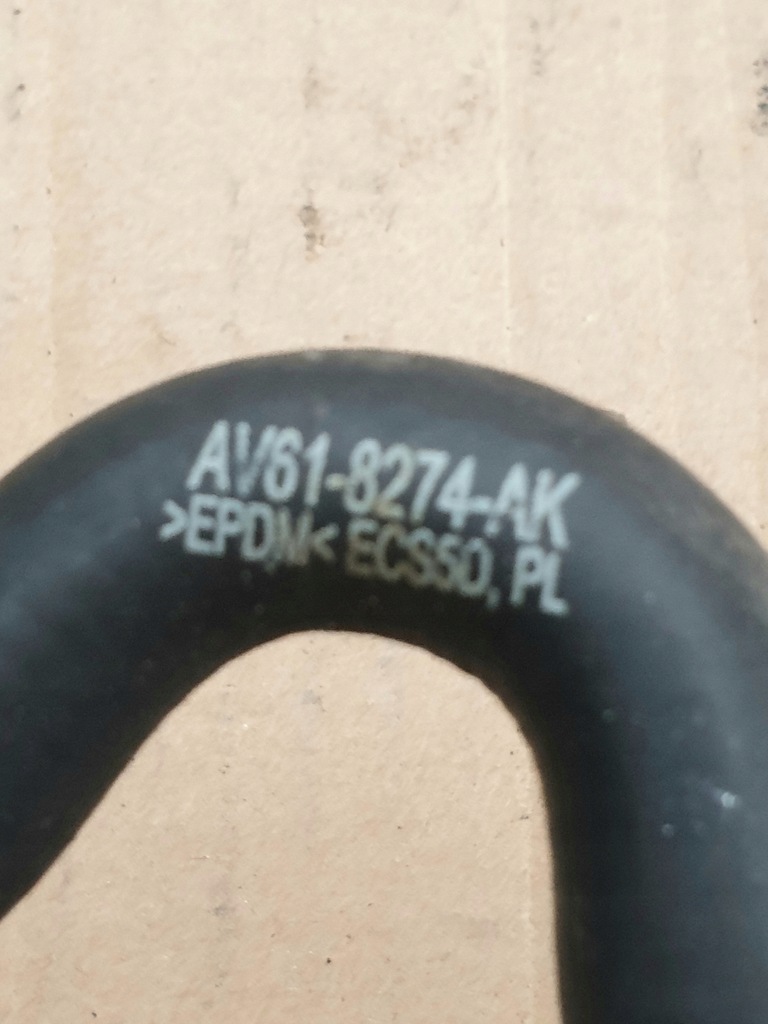 AV61-8274-AK
>EPDM< ECS50, PL